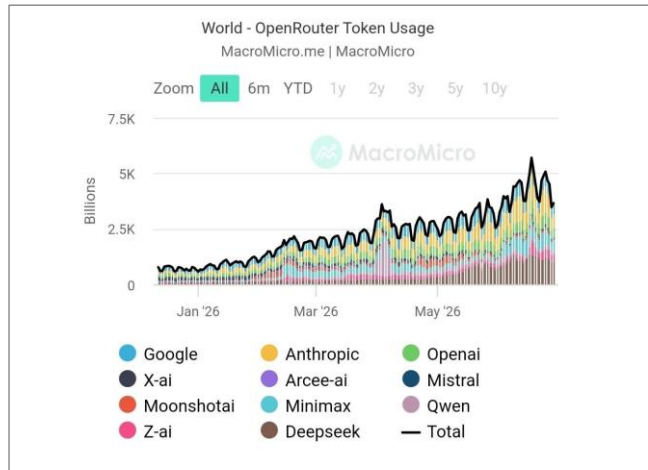 World - OpenRouter Token Usage
MacroMicro.me | MacroMicro
Zoom All 6m YTD 1y 2y 3y 5y 10y
7.5K
MacroMicro
5K
Billions
2.5K
0
Jan '26 Mar '26 May '26
Google Anthropic Openai
X-ai Arcee-ai Mistral
Moonshotai Minimax Qwen
Z-ai Deepseek Total